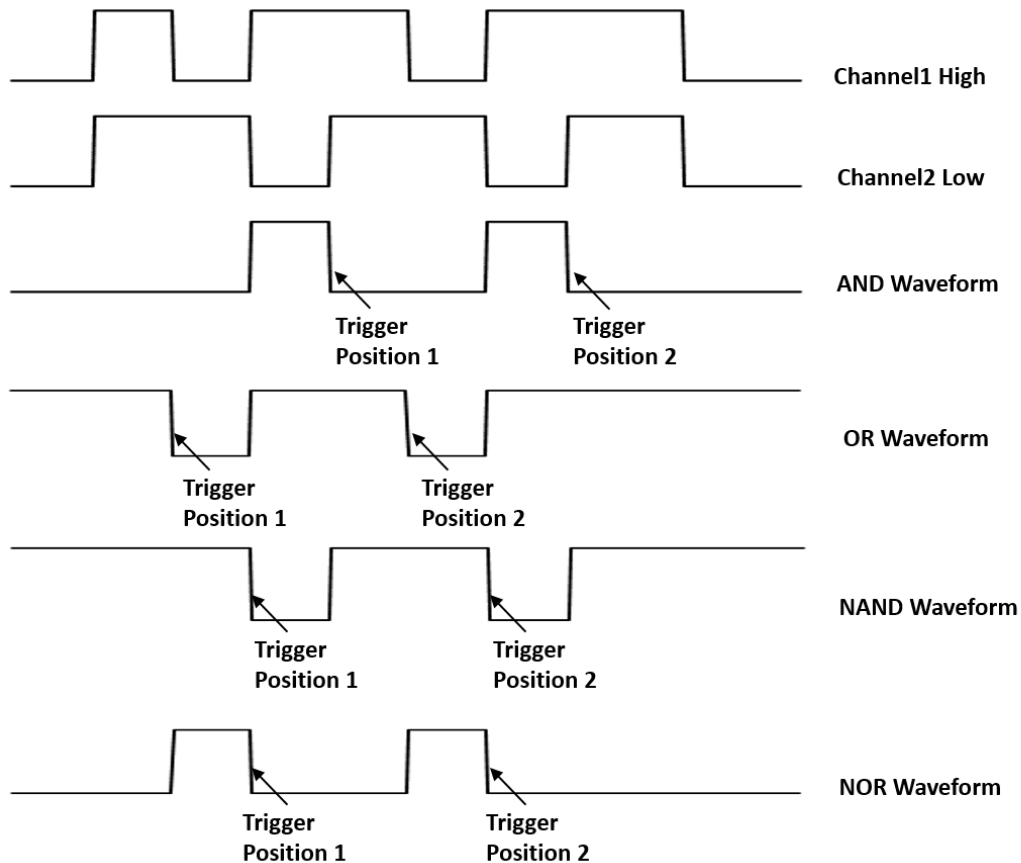 Channel1 High
Channel2 Low
AND Waveform
Trigger
Position 1
Trigger
Position 2
OR Waveform
Trigger
Position 1
Trigger
Position 2
NAND Waveform
Trigger
Position 1
Trigger
Position 2
NOR Waveform
Trigger
Position 1
Trigger
Position 2